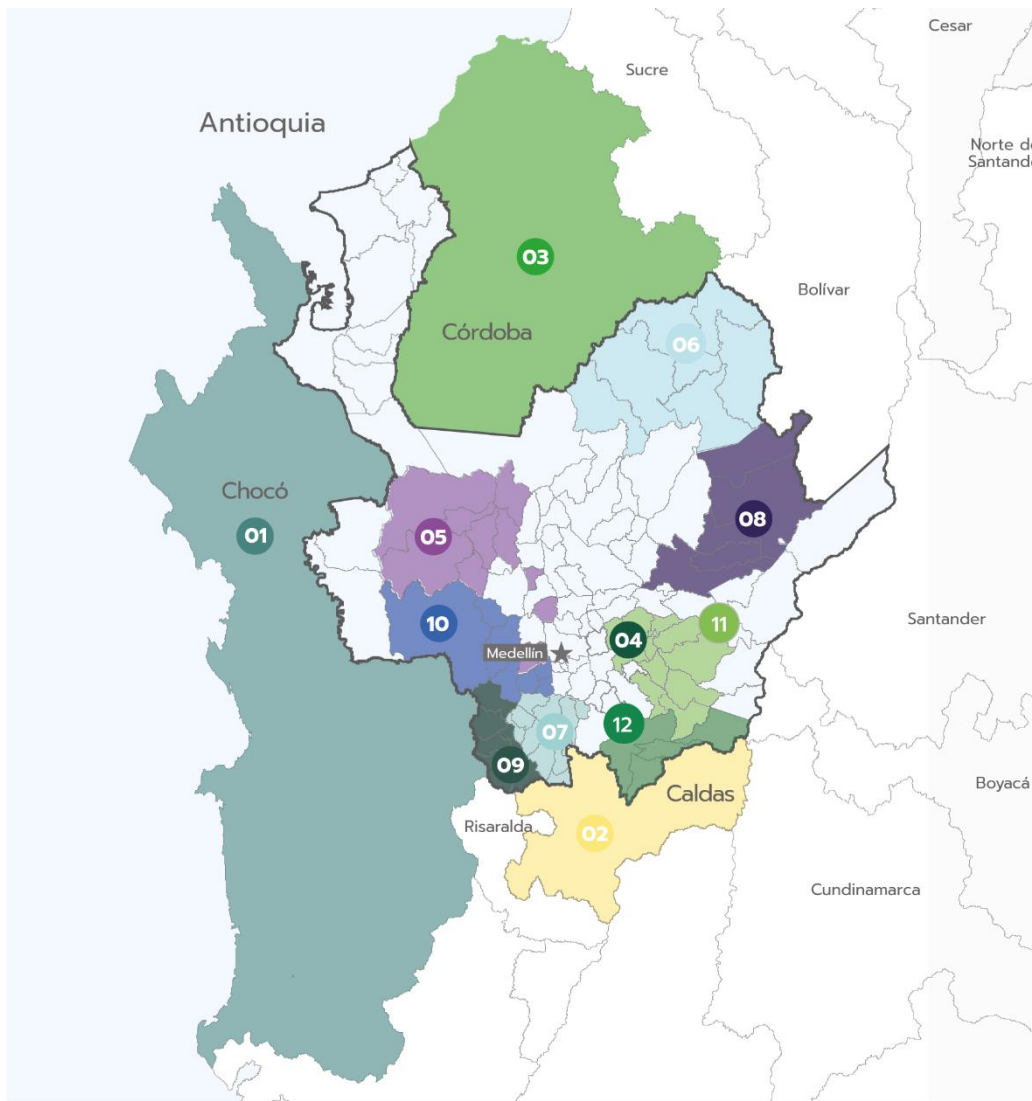 Cesar
Sucre
Antioquia
Norte de
Santande
03
Bolívar
Córdoba
06
Chocó
01
05
08
10
11
04
Santander
Medellín
12
07
09
Boyacá
Caldas
Risaralda
02
Cundinamarca